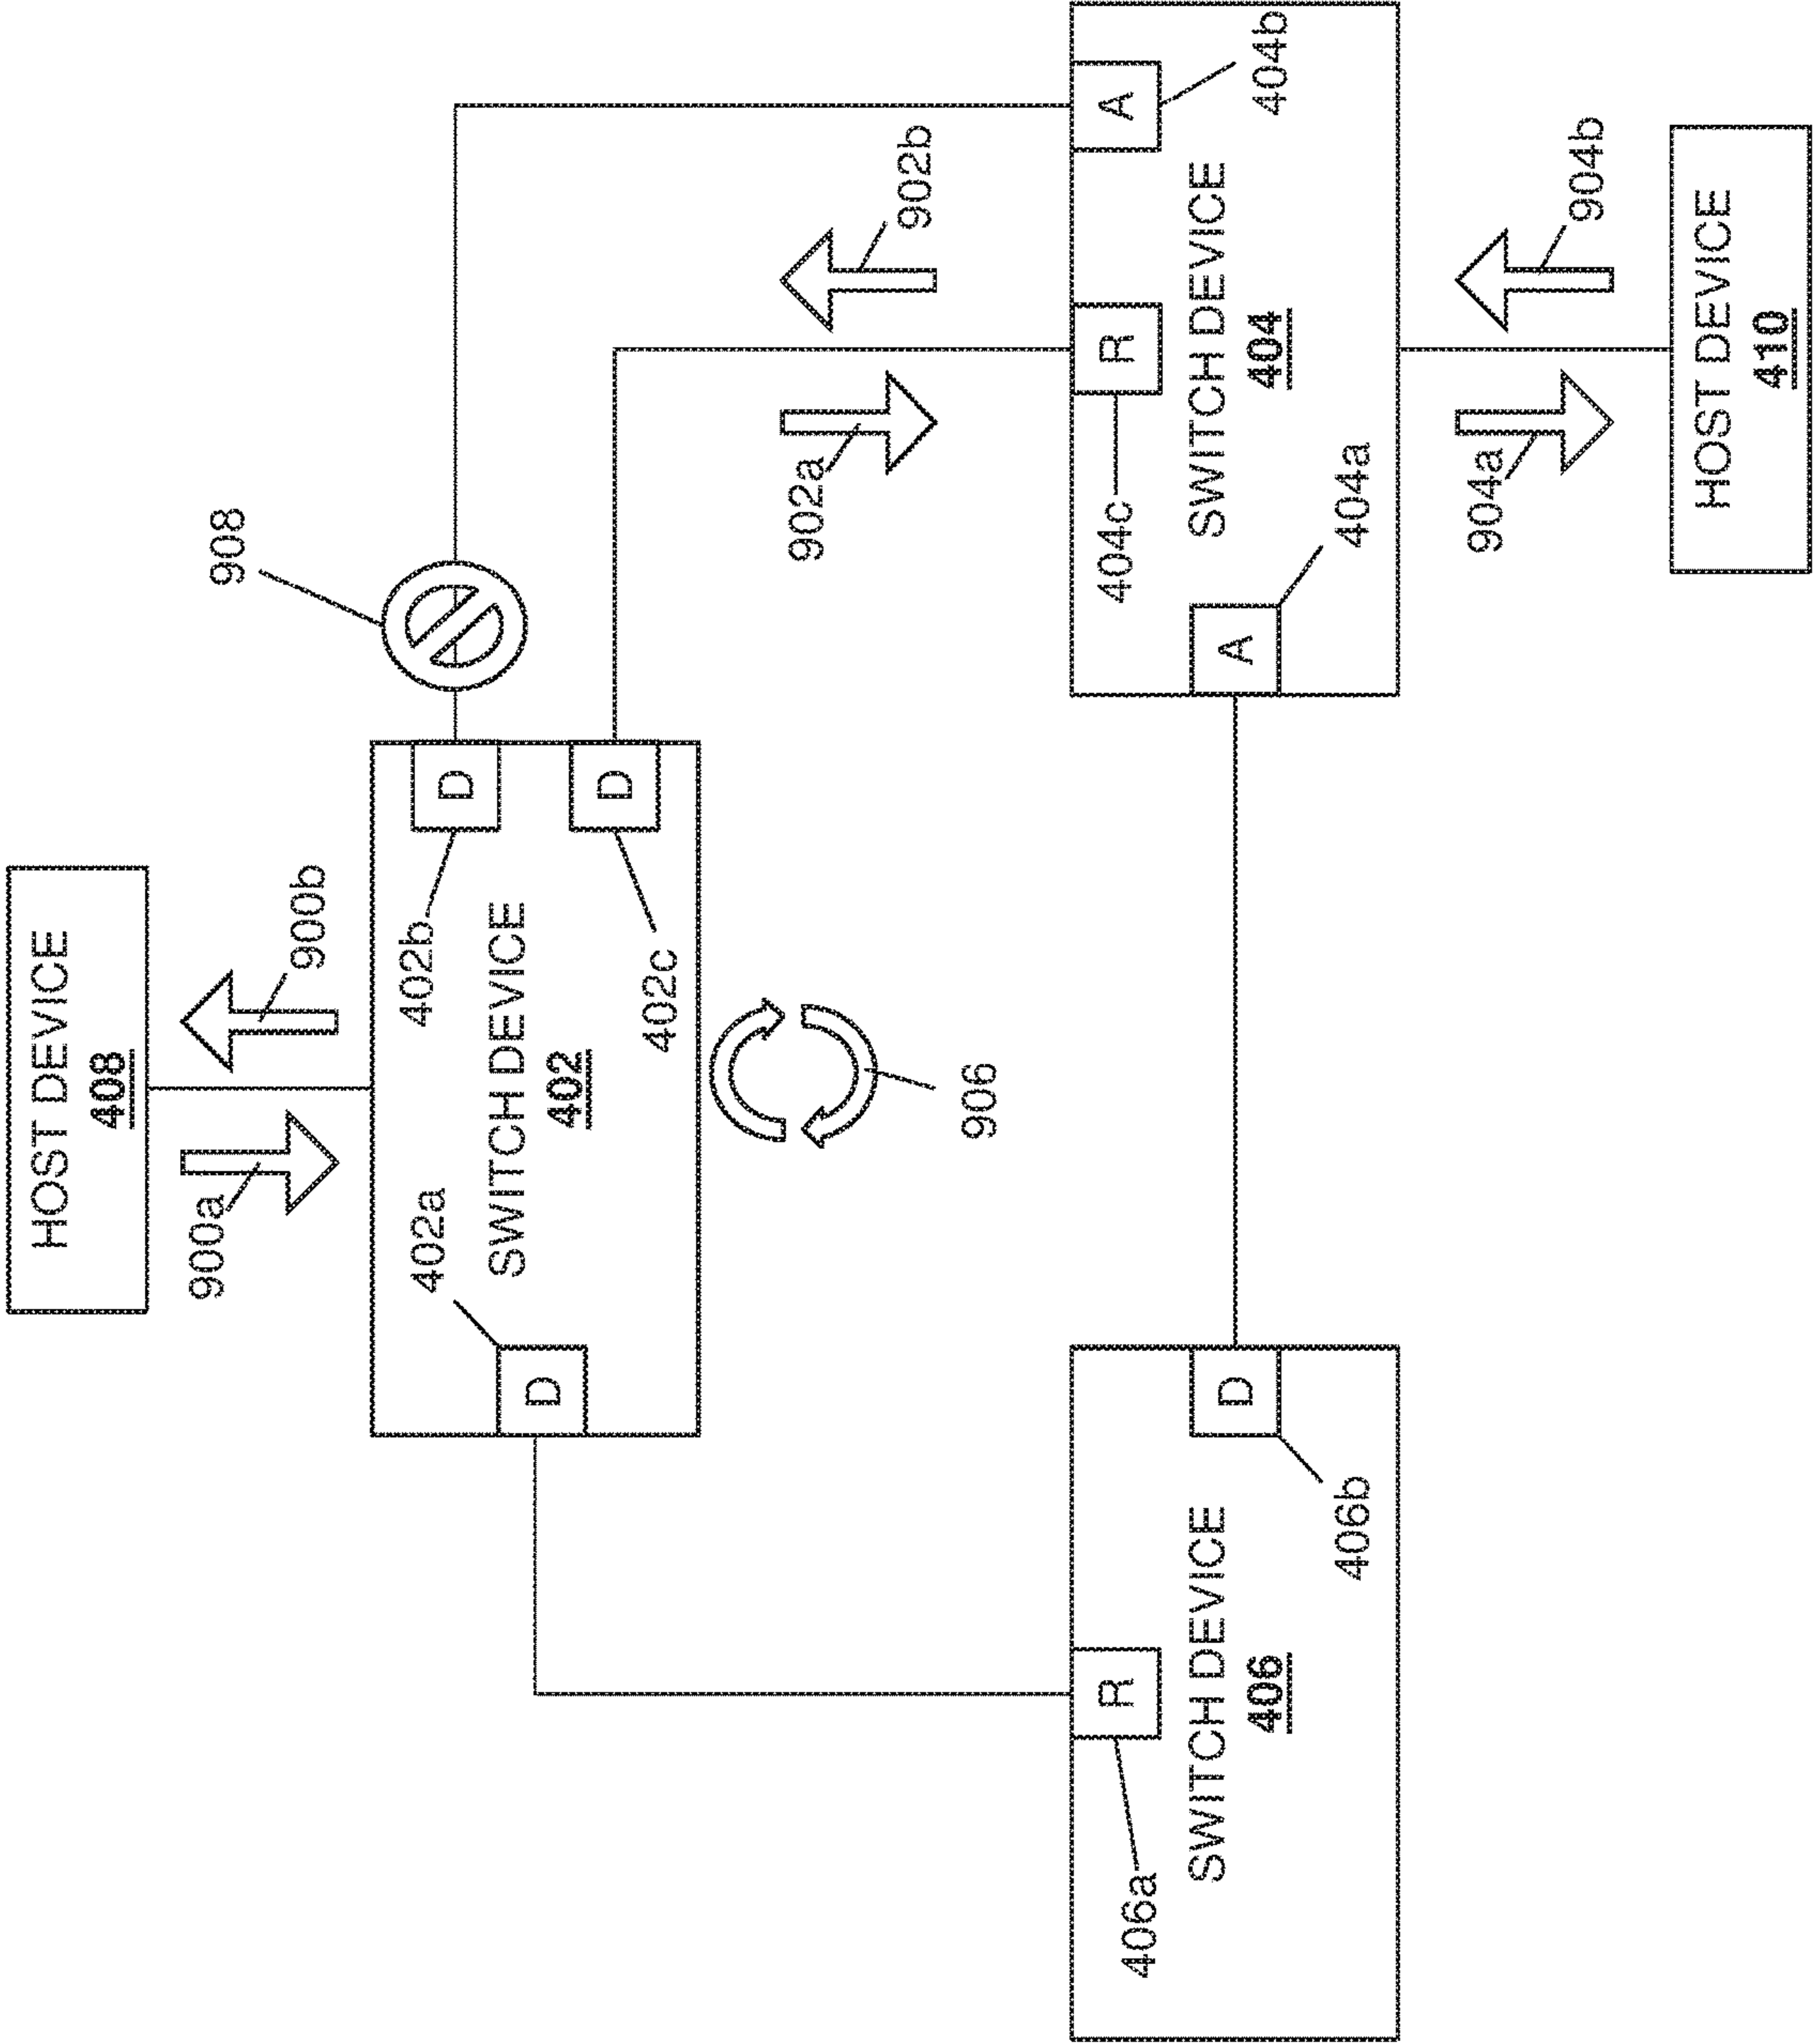 HOST DEVICE
408
900a
900b
908
402a
402b
D
D
D
SWITCH DEVICE
402
402c
902a
902b
906
406a
R
SWITCH DEVICE
406
D
406b
404c
R
A
A
SWITCH DEVICE
404
404b
404a
904a
904b
HOST DEVICE
410